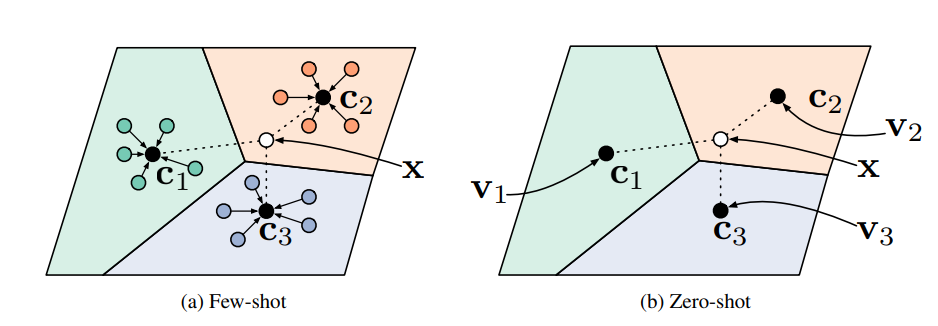 c₂
x
c₁
c₃
(a) Few-shot
c₂
v₂
x
c₁
v₁
c₃
v₃
(b) Zero-shot